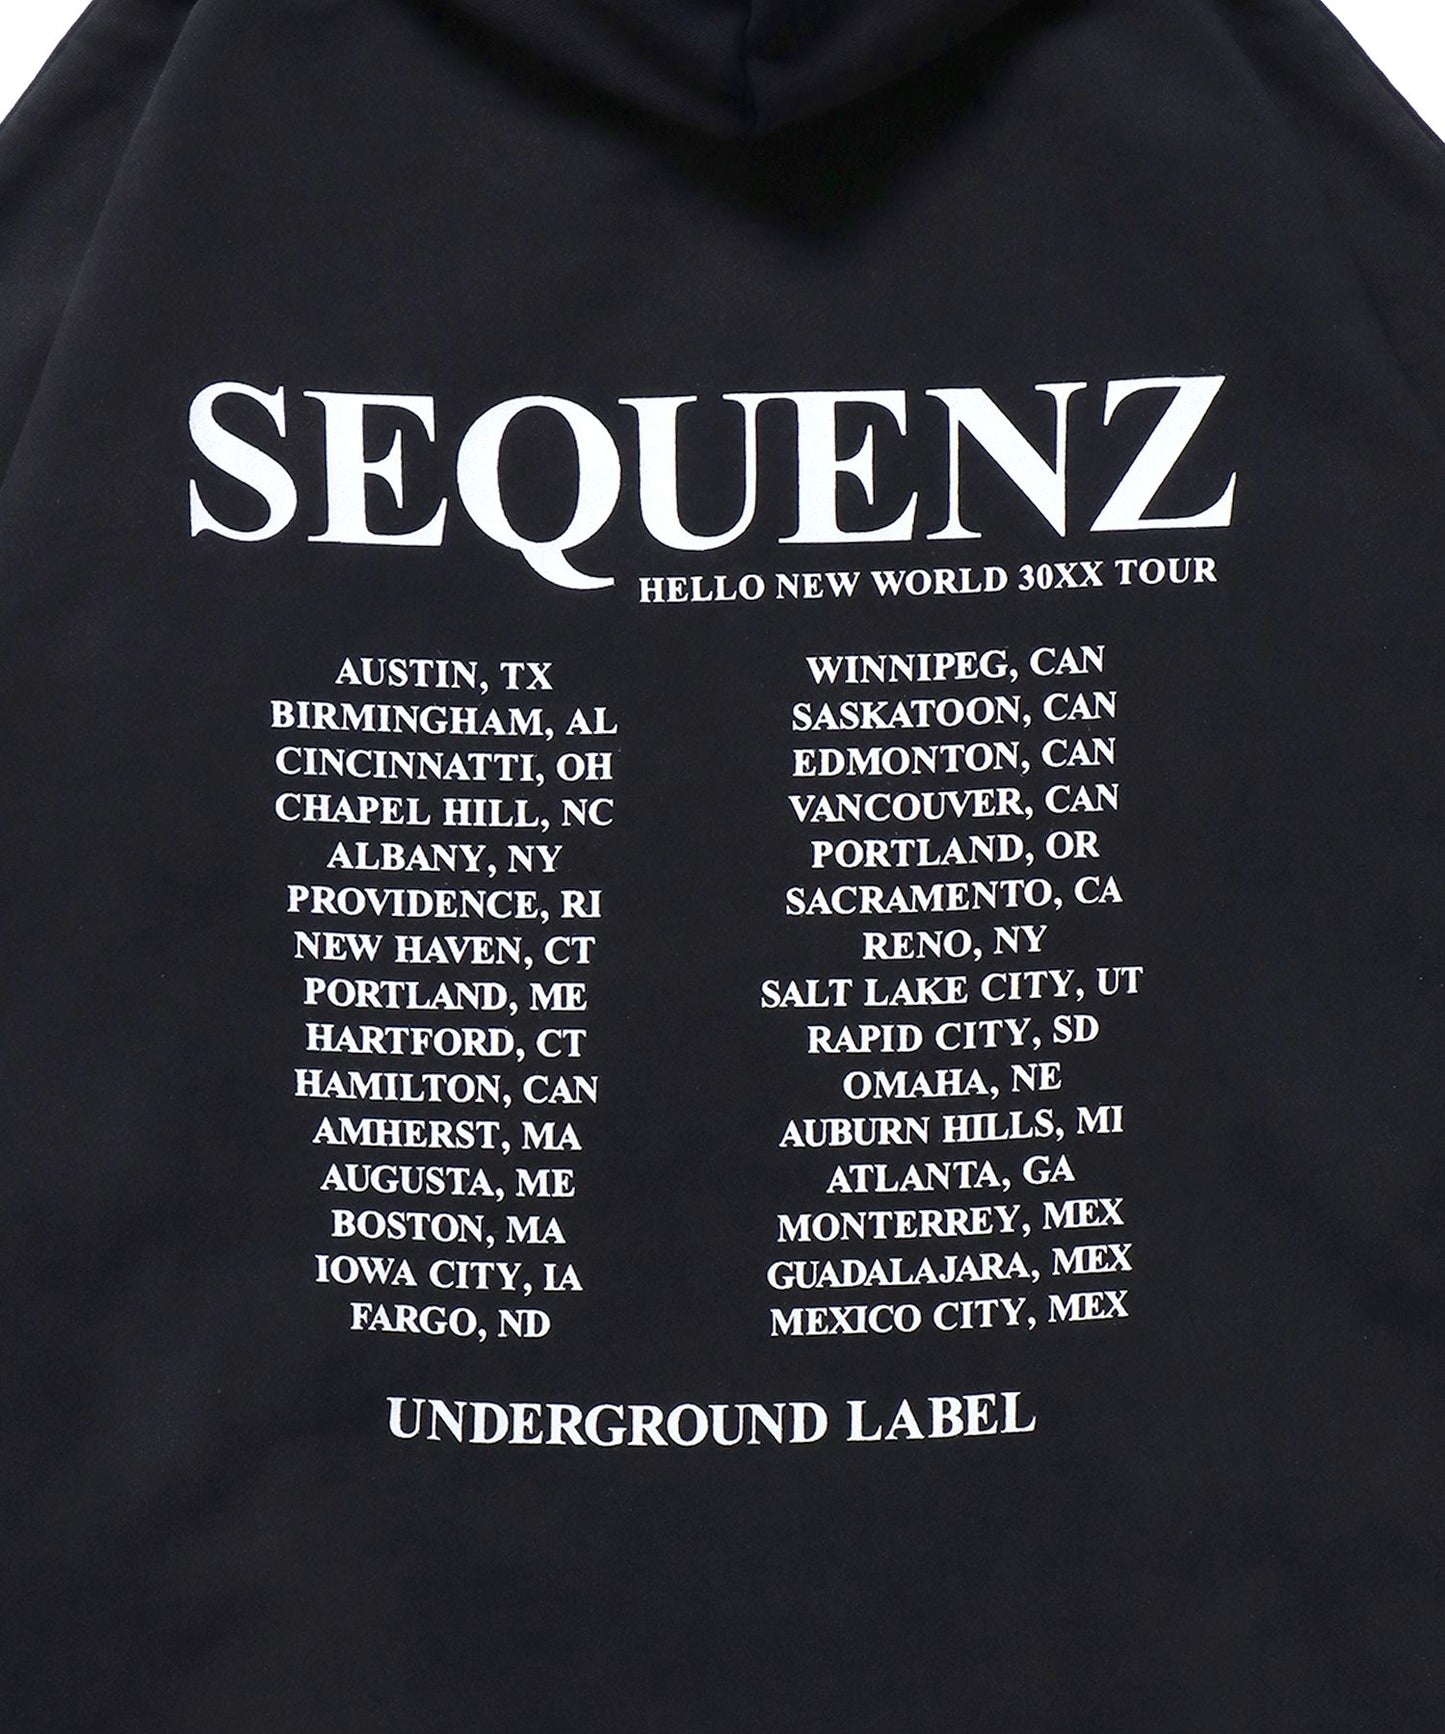 SEQUENZ
HELLO NEW WORLD 30XX TOUR
AUSTIN, TX
BIRMINGHAM, AL
CINCINNATTI, OH
CHAPEL HILL, NC
ALBANY, NY
PROVIDENCE, RI
NEW HAVEN, CT
PORTLAND, ME
HARTFORD, CT
HAMILTON, CAN
AMHERST, MA
AUGUSTA, ME
BOSTON, MA
IOWA CITY, IA
FARGO, ND
WINNIPEG, CAN
SASKATOON, CAN
EDMONTON, CAN
VANCOUVER, CAN
PORTLAND, OR
SACRAMENTO, CA
RENO, NY
SALT LAKE CITY, UT
RAPID CITY, SD
OMAHA, NE
AUBURN HILLS, MI
ATLANTA, GA
MONTERREY, MEX
GUADALAJARA, MEX
MEXICO CITY, MEX
UNDERGROUND LABEL